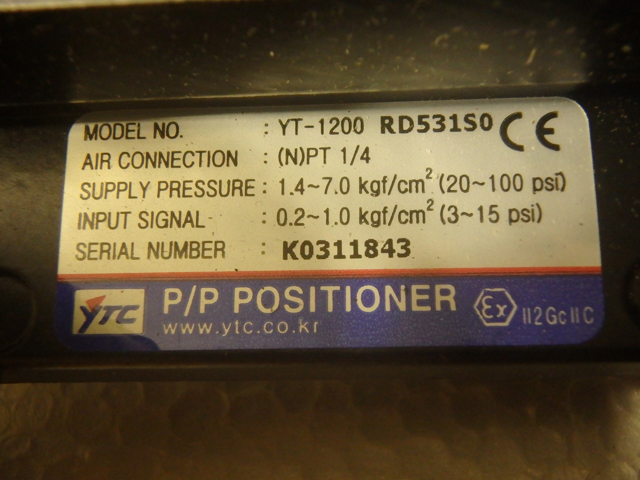 MODEL NO. : YT-1200 RD531S0 CE
AIR CONNECTION : (N)PT 1/4
SUPPLY PRESSURE : 1.4~7.0 kgf/cm² (20~100 psi)
INPUT SIGNAL : 0.2~1.0 kgf/cm² (3~15 psi)
SERIAL NUMBER : K0311843
YTC P/P POSITIONER Ex II2GcIIC
www.ytc.co.kr